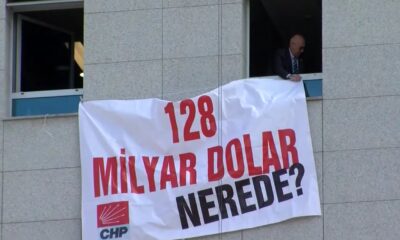 128
MİLYAR DOLAR
NEREDE?
CHP